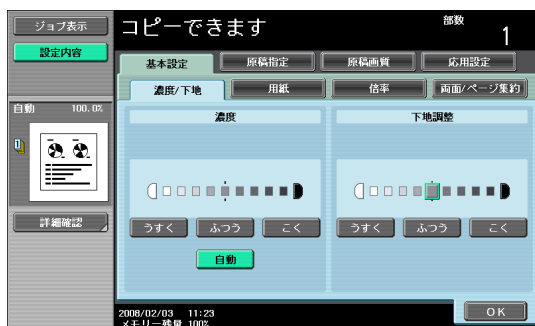 ジョブ表示
設定内容
コピーできます
部数
1
基本設定
原稿指定
原稿画質
応用設定
濃度/下地
用紙
倍率
両面/ページ集約
自動 100.0%
1
詳細確認
濃度
うすく
ふつう
こく
自動
下地調整
うすく
ふつう
こく
2008/02/03 11:23
メモリー残量 100%
OK